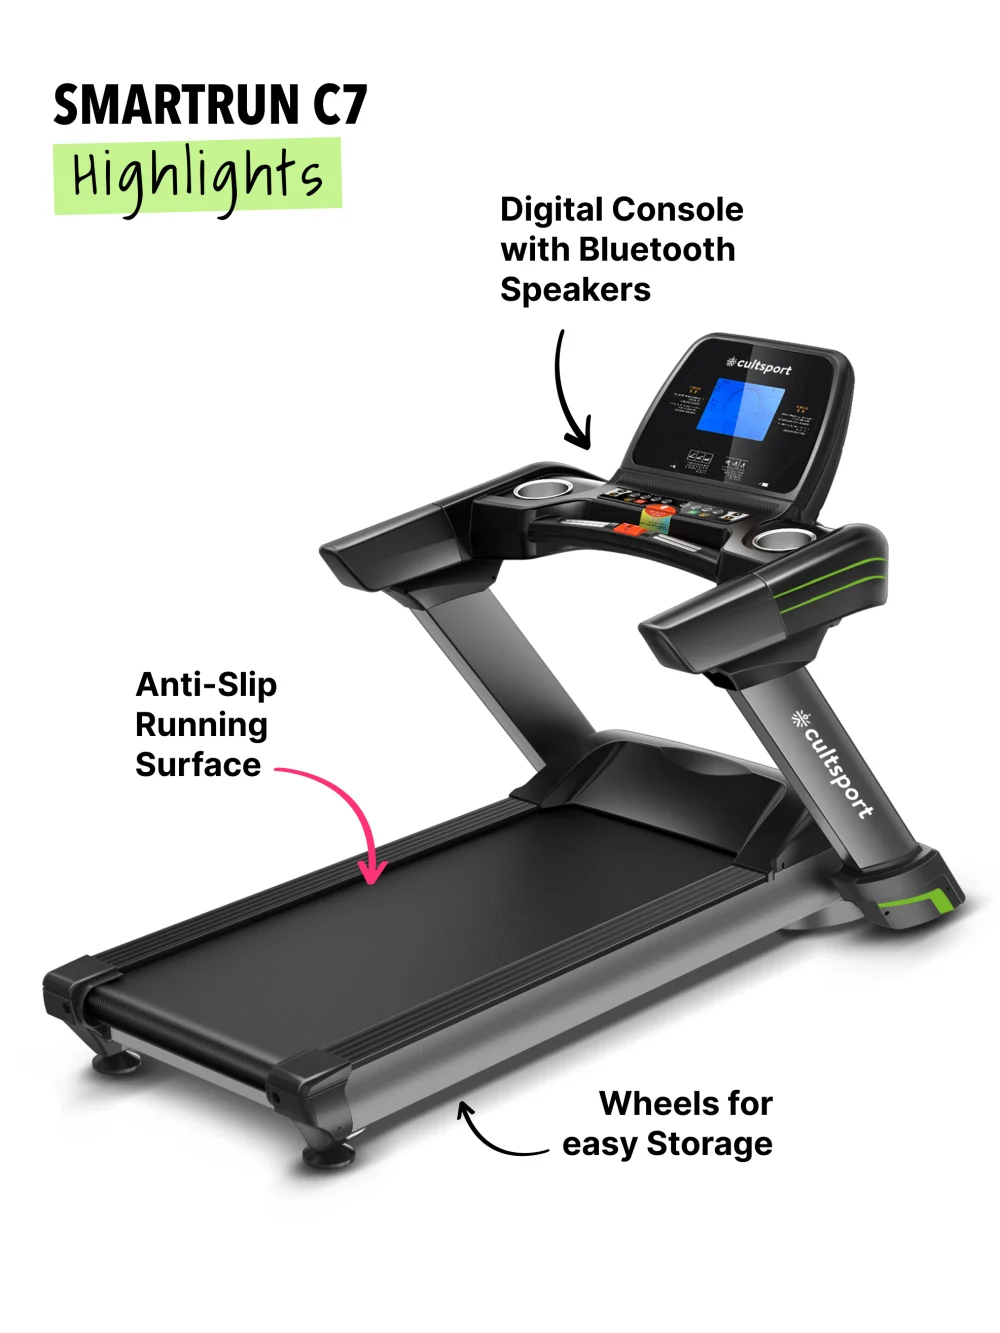 SMARTRUN C7
Highlights
Digital Console
with Bluetooth
Speakers
cultsport
Anti-Slip
Running
Surface
cultsport
Wheels for
easy Storage